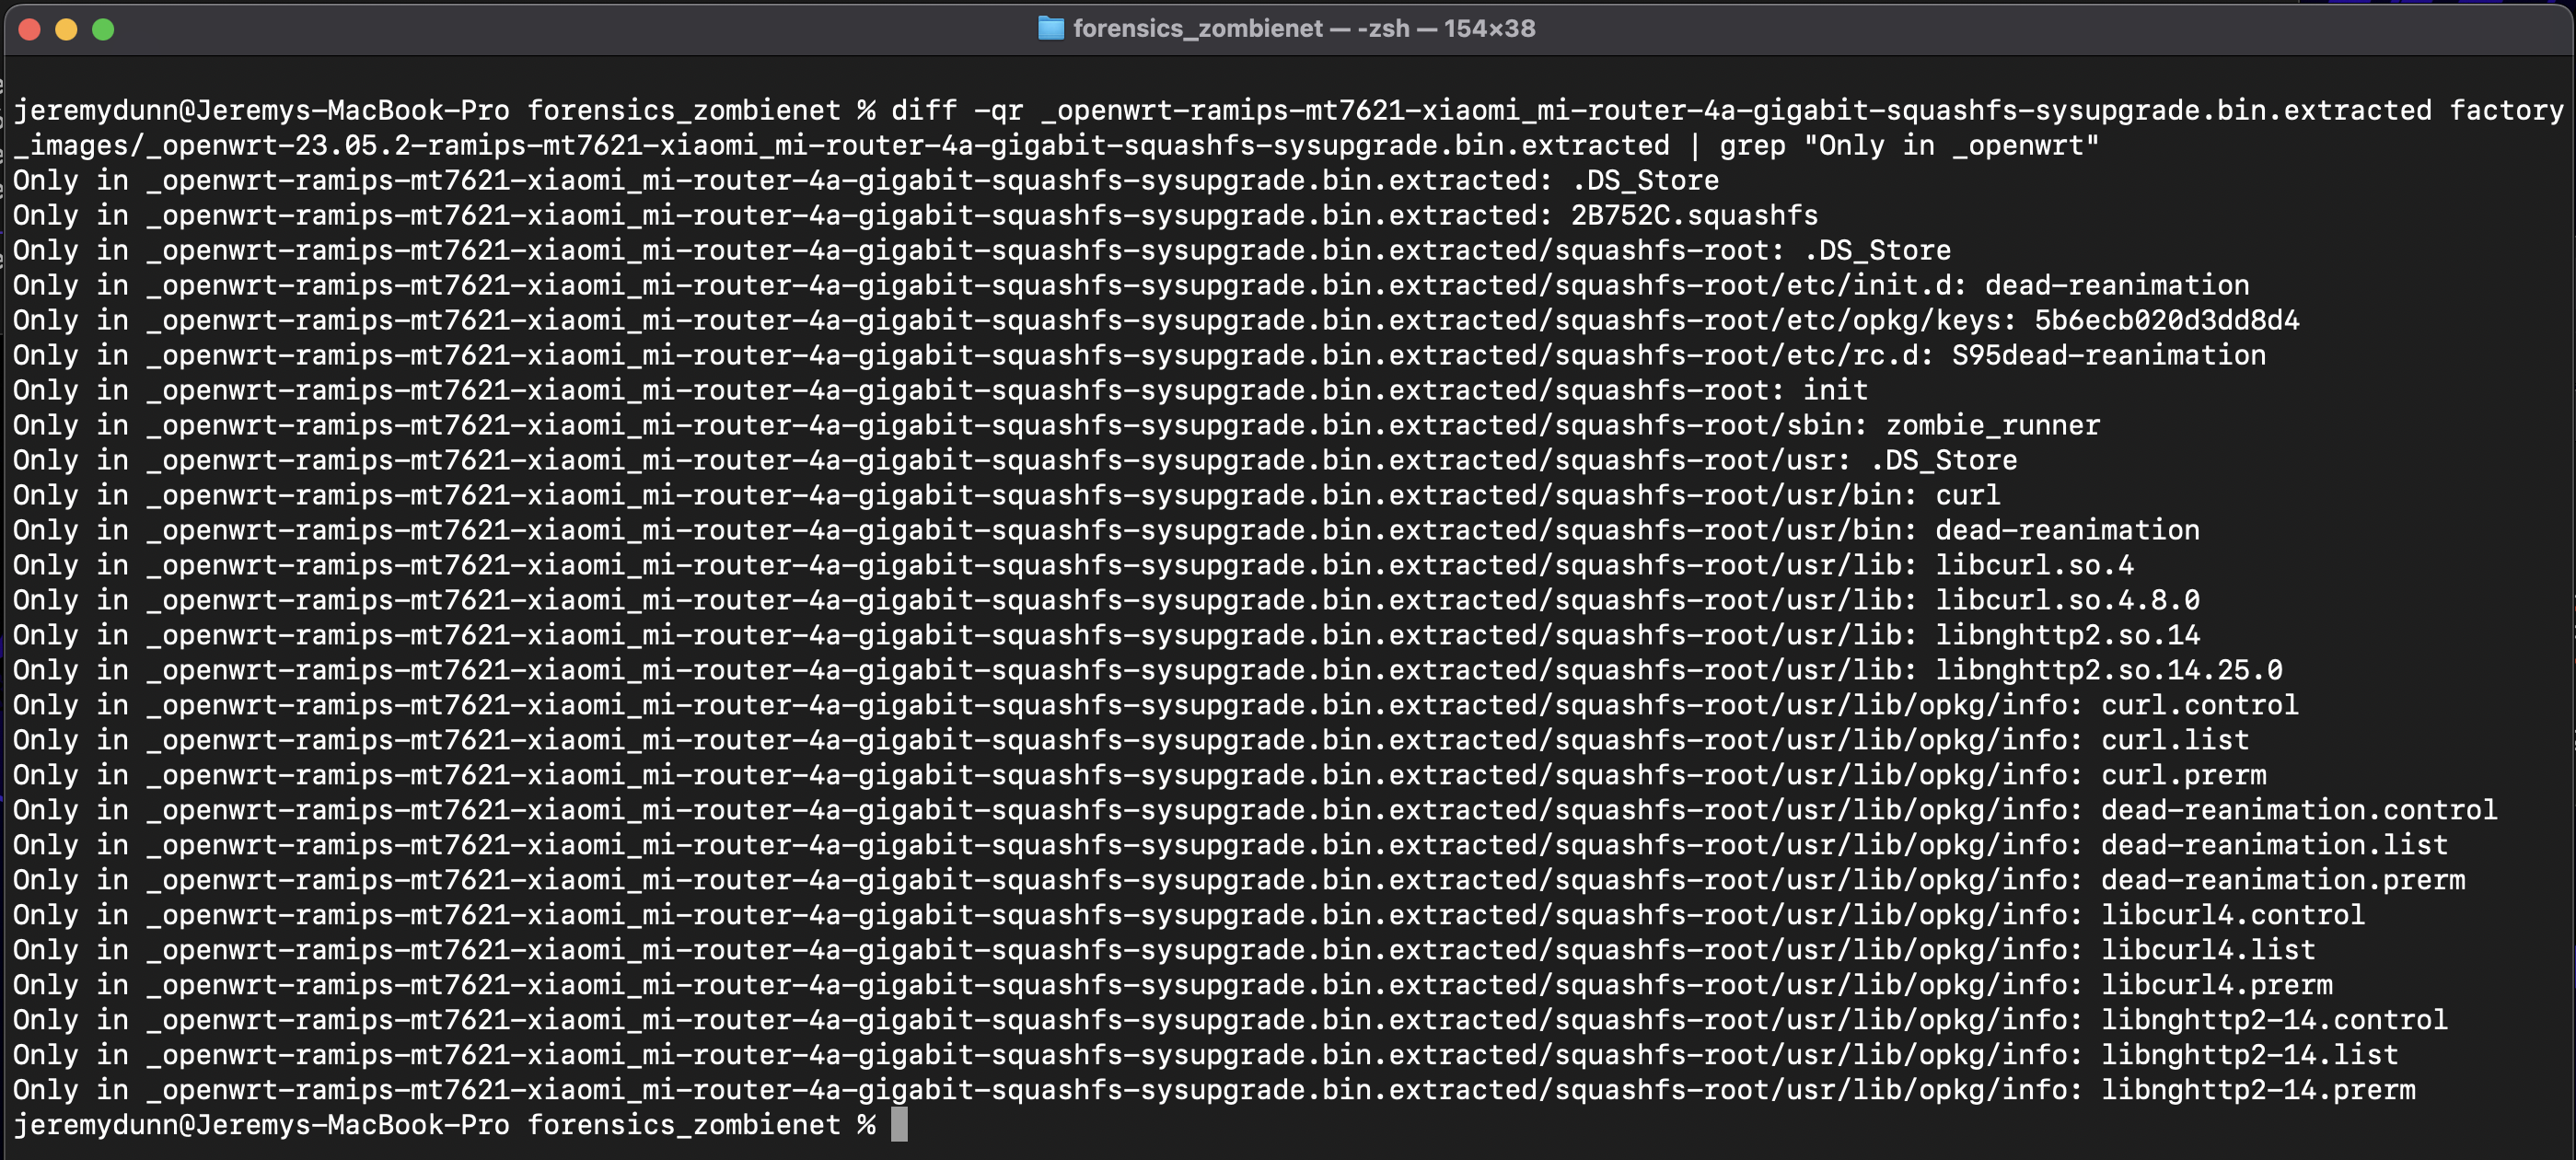 forensics_zombienet — -zsh — 154×38
jeremydunn@Jeremys-MacBook-Pro forensics_zombienet % diff -qr _openwrt-ramips-mt7621-xiaomi_mi-router-4a-gigabit-squashfs-sysupgrade.bin.extracted factory
_images/_openwrt-23.05.2-ramips-mt7621-xiaomi_mi-router-4a-gigabit-squashfs-sysupgrade.bin.extracted | grep "Only in _openwrt"
Only in _openwrt-ramips-mt7621-xiaomi_mi-router-4a-gigabit-squashfs-sysupgrade.bin.extracted: .DS_Store
Only in _openwrt-ramips-mt7621-xiaomi_mi-router-4a-gigabit-squashfs-sysupgrade.bin.extracted: 2B752C.squashfs
Only in _openwrt-ramips-mt7621-xiaomi_mi-router-4a-gigabit-squashfs-sysupgrade.bin.extracted/squashfs-root: .DS_Store
Only in _openwrt-ramips-mt7621-xiaomi_mi-router-4a-gigabit-squashfs-sysupgrade.bin.extracted/squashfs-root/etc/init.d: dead-reanimation
Only in _openwrt-ramips-mt7621-xiaomi_mi-router-4a-gigabit-squashfs-sysupgrade.bin.extracted/squashfs-root/etc/opkg/keys: 5b6ecb020d3dd8d4
Only in _openwrt-ramips-mt7621-xiaomi_mi-router-4a-gigabit-squashfs-sysupgrade.bin.extracted/squashfs-root/etc/rc.d: S95dead-reanimation
Only in _openwrt-ramips-mt7621-xiaomi_mi-router-4a-gigabit-squashfs-sysupgrade.bin.extracted/squashfs-root: init
Only in _openwrt-ramips-mt7621-xiaomi_mi-router-4a-gigabit-squashfs-sysupgrade.bin.extracted/squashfs-root/sbin: zombie_runner
Only in _openwrt-ramips-mt7621-xiaomi_mi-router-4a-gigabit-squashfs-sysupgrade.bin.extracted/squashfs-root/usr: .DS_Store
Only in _openwrt-ramips-mt7621-xiaomi_mi-router-4a-gigabit-squashfs-sysupgrade.bin.extracted/squashfs-root/usr/bin: curl
Only in _openwrt-ramips-mt7621-xiaomi_mi-router-4a-gigabit-squashfs-sysupgrade.bin.extracted/squashfs-root/usr/bin: dead-reanimation
Only in _openwrt-ramips-mt7621-xiaomi_mi-router-4a-gigabit-squashfs-sysupgrade.bin.extracted/squashfs-root/usr/lib: libcurl.so.4
Only in _openwrt-ramips-mt7621-xiaomi_mi-router-4a-gigabit-squashfs-sysupgrade.bin.extracted/squashfs-root/usr/lib: libcurl.so.4.8.0
Only in _openwrt-ramips-mt7621-xiaomi_mi-router-4a-gigabit-squashfs-sysupgrade.bin.extracted/squashfs-root/usr/lib: libnghttp2.so.14
Only in _openwrt-ramips-mt7621-xiaomi_mi-router-4a-gigabit-squashfs-sysupgrade.bin.extracted/squashfs-root/usr/lib: libnghttp2.so.14.25.0
Only in _openwrt-ramips-mt7621-xiaomi_mi-router-4a-gigabit-squashfs-sysupgrade.bin.extracted/squashfs-root/usr/lib/opkg/info: curl.control
Only in _openwrt-ramips-mt7621-xiaomi_mi-router-4a-gigabit-squashfs-sysupgrade.bin.extracted/squashfs-root/usr/lib/opkg/info: curl.list
Only in _openwrt-ramips-mt7621-xiaomi_mi-router-4a-gigabit-squashfs-sysupgrade.bin.extracted/squashfs-root/usr/lib/opkg/info: curl.prerm
Only in _openwrt-ramips-mt7621-xiaomi_mi-router-4a-gigabit-squashfs-sysupgrade.bin.extracted/squashfs-root/usr/lib/opkg/info: dead-reanimation.control
Only in _openwrt-ramips-mt7621-xiaomi_mi-router-4a-gigabit-squashfs-sysupgrade.bin.extracted/squashfs-root/usr/lib/opkg/info: dead-reanimation.list
Only in _openwrt-ramips-mt7621-xiaomi_mi-router-4a-gigabit-squashfs-sysupgrade.bin.extracted/squashfs-root/usr/lib/opkg/info: dead-reanimation.prerm
Only in _openwrt-ramips-mt7621-xiaomi_mi-router-4a-gigabit-squashfs-sysupgrade.bin.extracted/squashfs-root/usr/lib/opkg/info: libcurl4.control
Only in _openwrt-ramips-mt7621-xiaomi_mi-router-4a-gigabit-squashfs-sysupgrade.bin.extracted/squashfs-root/usr/lib/opkg/info: libcurl4.list
Only in _openwrt-ramips-mt7621-xiaomi_mi-router-4a-gigabit-squashfs-sysupgrade.bin.extracted/squashfs-root/usr/lib/opkg/info: libcurl4.prerm
Only in _openwrt-ramips-mt7621-xiaomi_mi-router-4a-gigabit-squashfs-sysupgrade.bin.extracted/squashfs-root/usr/lib/opkg/info: libnghttp2-14.control
Only in _openwrt-ramips-mt7621-xiaomi_mi-router-4a-gigabit-squashfs-sysupgrade.bin.extracted/squashfs-root/usr/lib/opkg/info: libnghttp2-14.list
Only in _openwrt-ramips-mt7621-xiaomi_mi-router-4a-gigabit-squashfs-sysupgrade.bin.extracted/squashfs-root/usr/lib/opkg/info: libnghttp2-14.prerm
jeremydunn@Jeremys-MacBook-Pro forensics_zombienet %